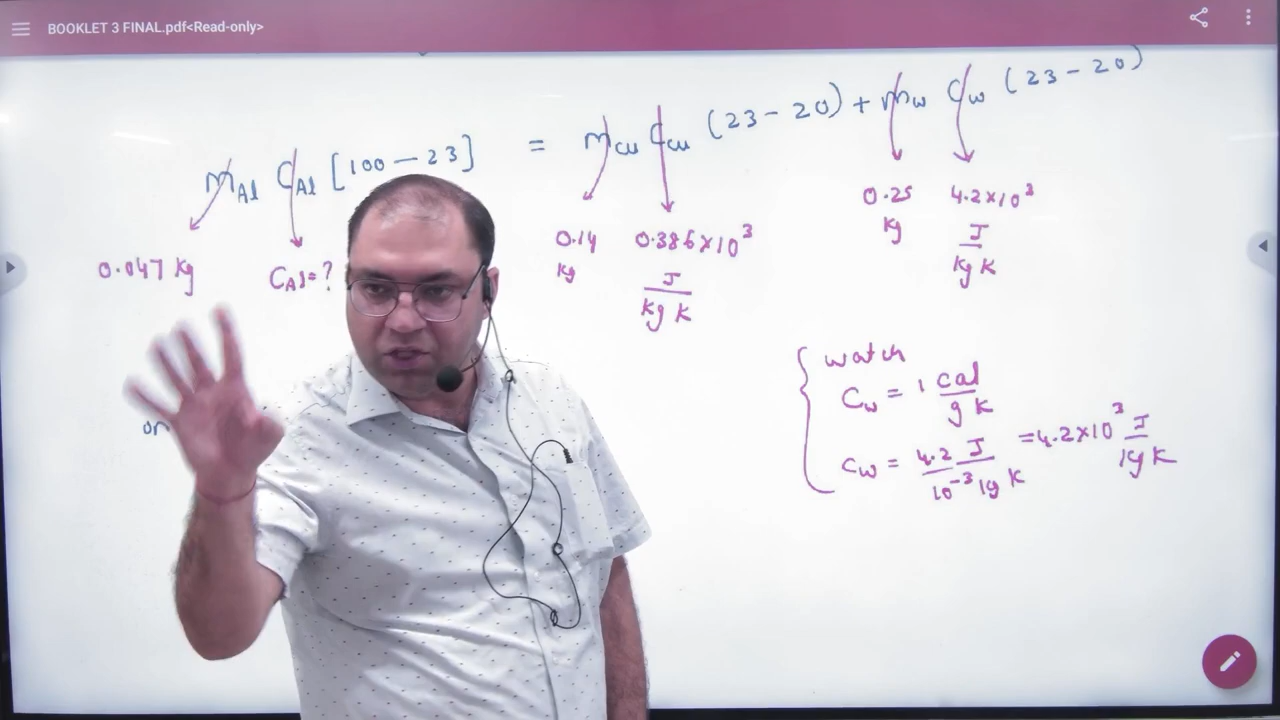 BOOKLET 3 FINAL.pdf<Read-only>
m_Al C_Al [100 − 23] = m_cu C_cu (23 − 20) + m_w C_w (23 − 20)
0.047 kg
C_Al = ?
0.14 kg
0.386×10³ J/kg K
0.25 kg
4.2×10³ J/kg K
watch
C_w = 1 cal/g K
C_w = 4.2 J/10⁻³ kg K = 4.2×10³ J/kg K
or